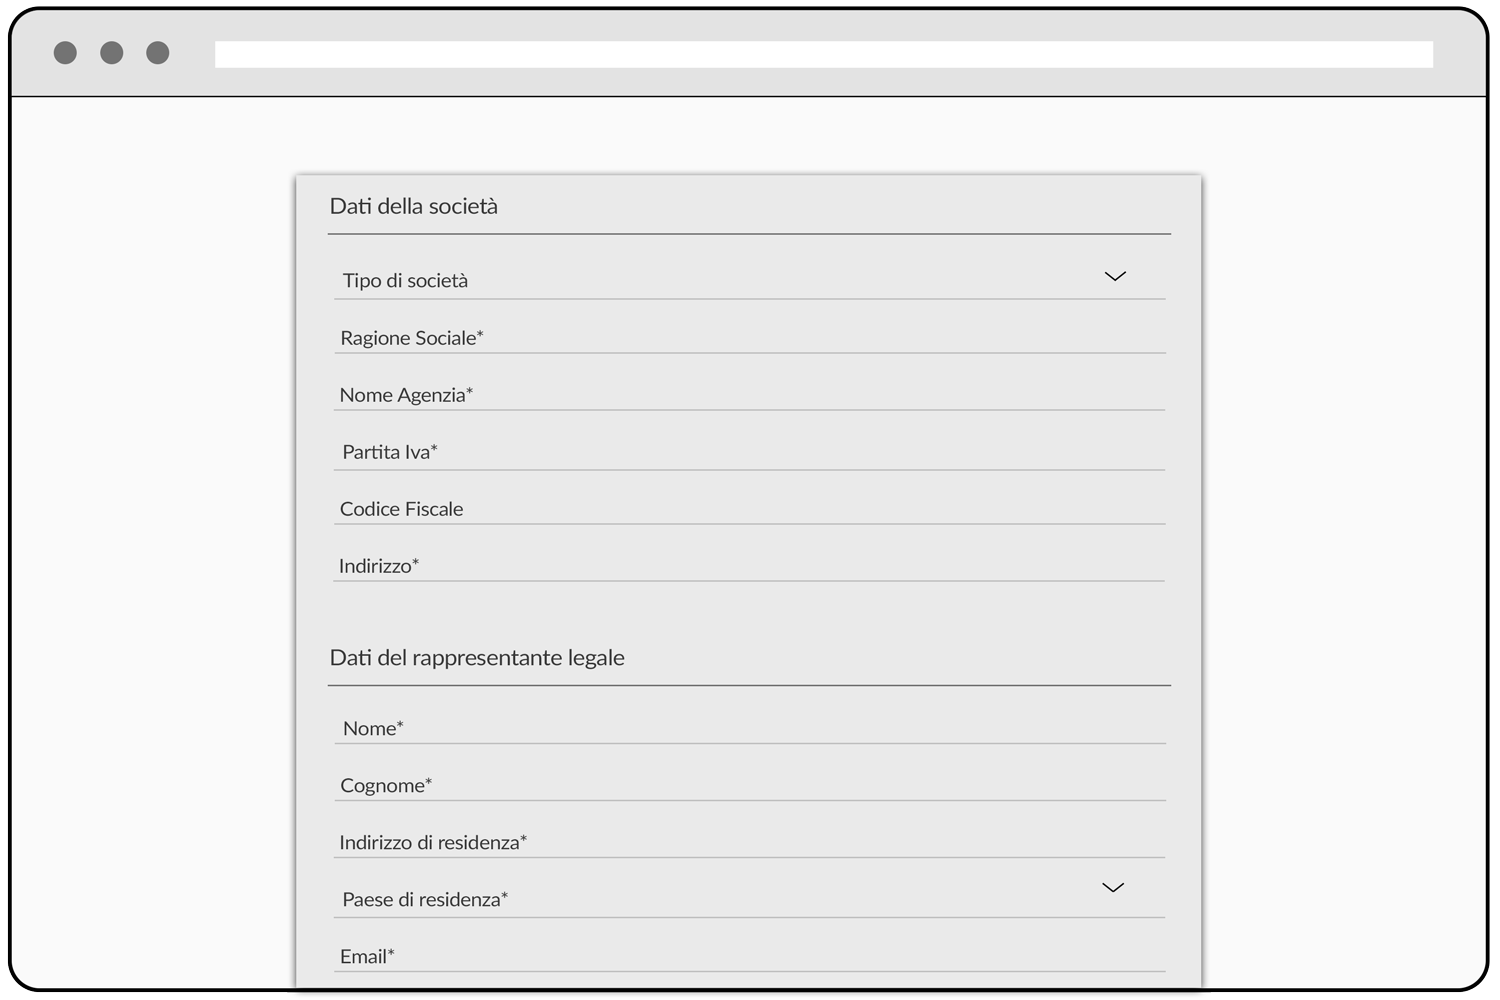 Dati della società
Tipo di società
Ragione Sociale*
Nome Agenzia*
Partita Iva*
Codice Fiscale
Indirizzo*
Dati del rappresentante legale
Nome*
Cognome*
Indirizzo di residenza*
Paese di residenza*
Email*